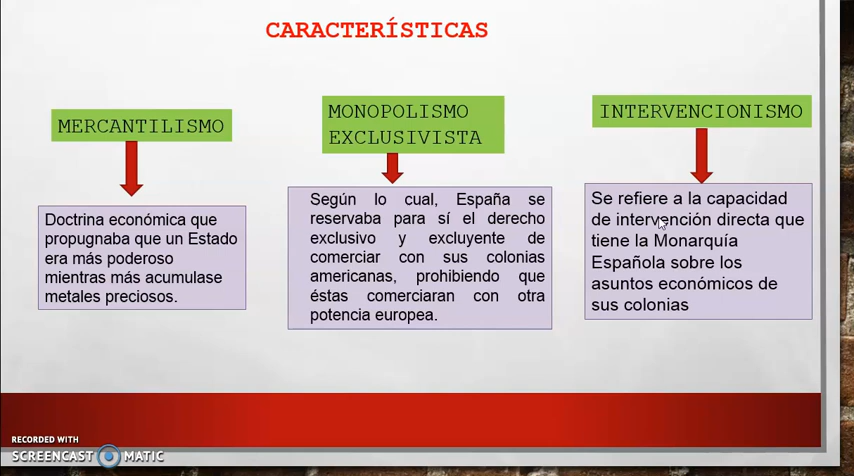 CARACTERÍSTICAS
MERCANTILISMO
Doctrina económica que
propugnaba que un Estado
era más poderoso
mientras más acumulase
metales preciosos.
MONOPOLISMO
EXCLUSIVISTA
Según lo cual, España se
reservaba para sí el derecho
exclusivo y excluyente de
comerciar con sus colonias
americanas, prohibiendo que
éstas comerciaran con otra
potencia europea.
INTERVENCIONISMO
Se refiere a la capacidad
de intervención directa que
tiene la Monarquía
Española sobre los
asuntos económicos de
sus colonias
RECORDED WITH
SCREENCAST MATIC